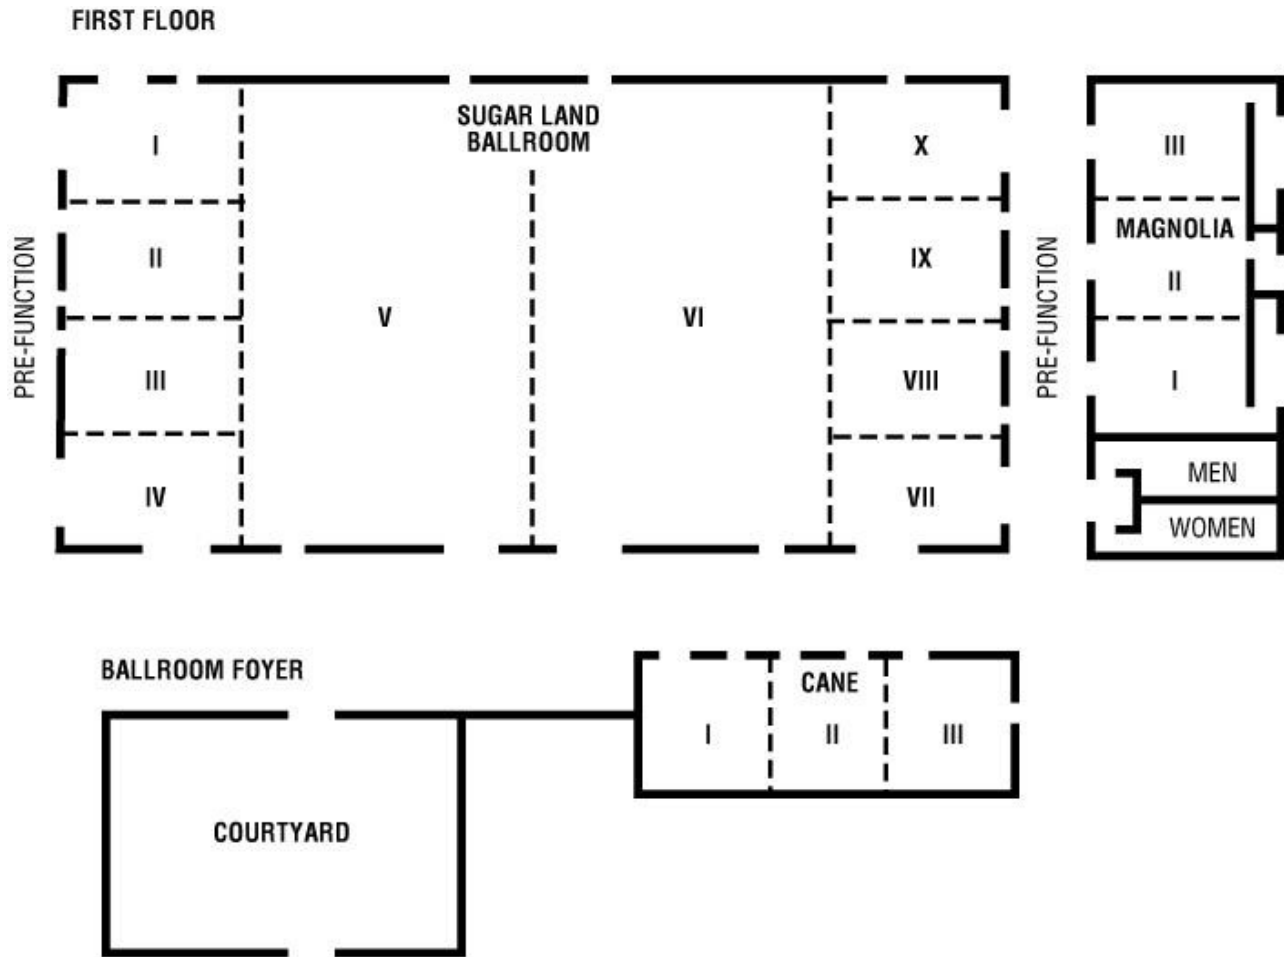 FIRST FLOOR
SUGAR LAND
BALLROOM
I
X
III
II
IX
MAGNOLIA
II
PRE-FUNCTION
V
VI
PRE-FUNCTION
III
VIII
I
IV
VII
MEN
WOMEN
BALLROOM FOYER
CANE
I
II
III
COURTYARD